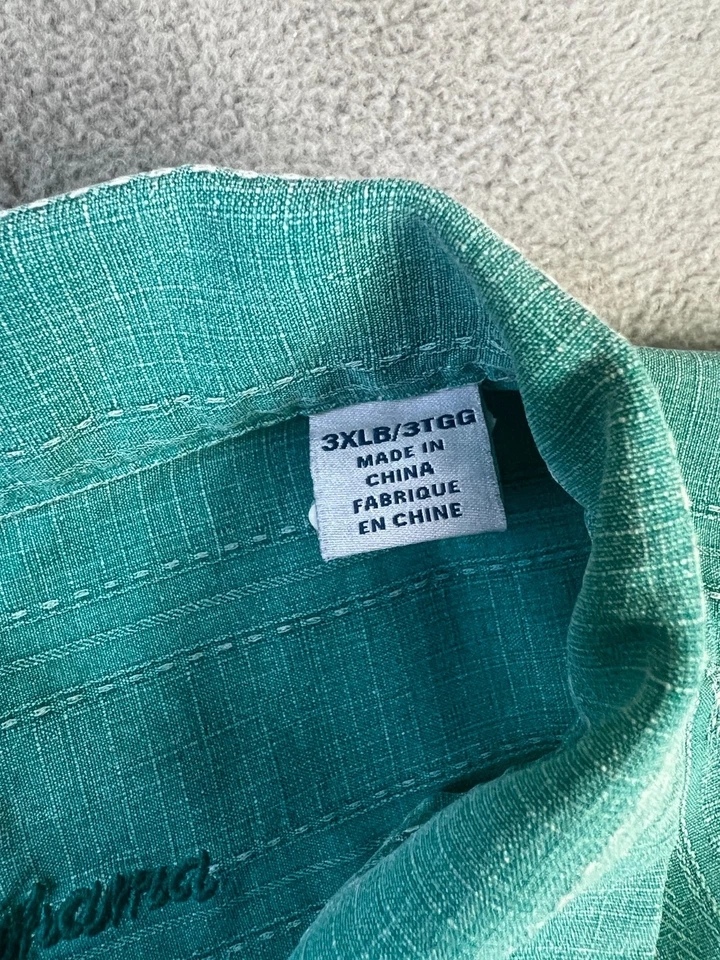 3XLB/3TGG
MADE IN
CHINA
FABRIQUE
EN CHINE